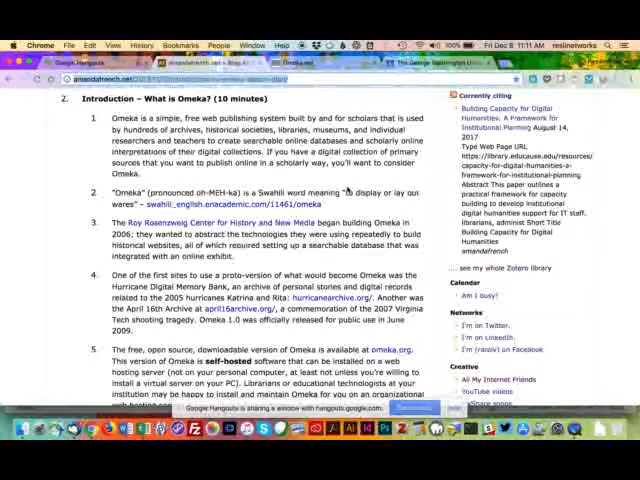 Chrome File Edit View History Bookmarks People Window Help
100% Fri Dec 8 11:11 AM reslinetworks
Google Hangouts
Omeka.net
The George Washington Uni
2. Introduction – What is Omeka? (10 minutes)
1 Omeka is a simple, free web publishing system built by and for scholars that is used
by hundreds of archives, historical societies, libraries, museums, and individual
researchers and teachers to create searchable online databases and scholarly online
interpretations of their digital collections. If you have a digital collection of primary
sources that you want to publish online in a scholarly way, you'll want to consider
Omeka.
2 "Omeka" (pronounced oh-MEH-ka) is a Swahili word meaning "to display or lay out
wares" – swahili_english.enacademic.com/11461/omeka
3. The Roy Rosenzweig Center for History and New Media began building Omeka in
2006; they wanted to abstract the technologies they were using repeatedly to build
historical websites, all of which required setting up a searchable database that was
integrated with an online exhibit.
4. One of the first sites to use a proto-version of what would become Omeka was the
Hurricane Digital Memory Bank, an archive of personal stories and digital records
related to the 2005 hurricanes Katrina and Rita: hurricanearchive.org/. Another was
the April 16th Archive at april16archive.org/, a commemoration of the 2007 Virginia
Tech shooting tragedy. Omeka 1.0 was officially released for public use in June
2009.
5. The free, open source, downloadable version of Omeka is available at omeka.org.
This version of Omeka is self-hosted software that can be installed on a web
hosting server (not on your personal computer, at least not unless you're willing to
install a virtual server on your PC). Librarians or educational technologists at your
institution may be happy to install and maintain Omeka for you on an organizational
Currently citing
Building Capacity for Digital
Humanities: A Framework for
Institutional Planning August 14,
2017
Type Web Page URL
https://library.educause.edu/resources/
capacity-for-digital-humanities-
a-framework-for-institutional-planning
Abstract This paper outlines a
practical framework for capacity
building to develop institutional
digital humanities support for IT staff,
librarians, administ Short Title
Building Capacity for Digital
Humanities
amandafrench
.... see my whole Zotero library
Calendar
Am I busy?
Networks
I'm on Twitter.
I'm on LinkedIn.
I'm (rarely) on Facebook
Creative
All My Internet Friends
YouTube videos
Google Hangouts is sharing a window with hangouts.google.com.